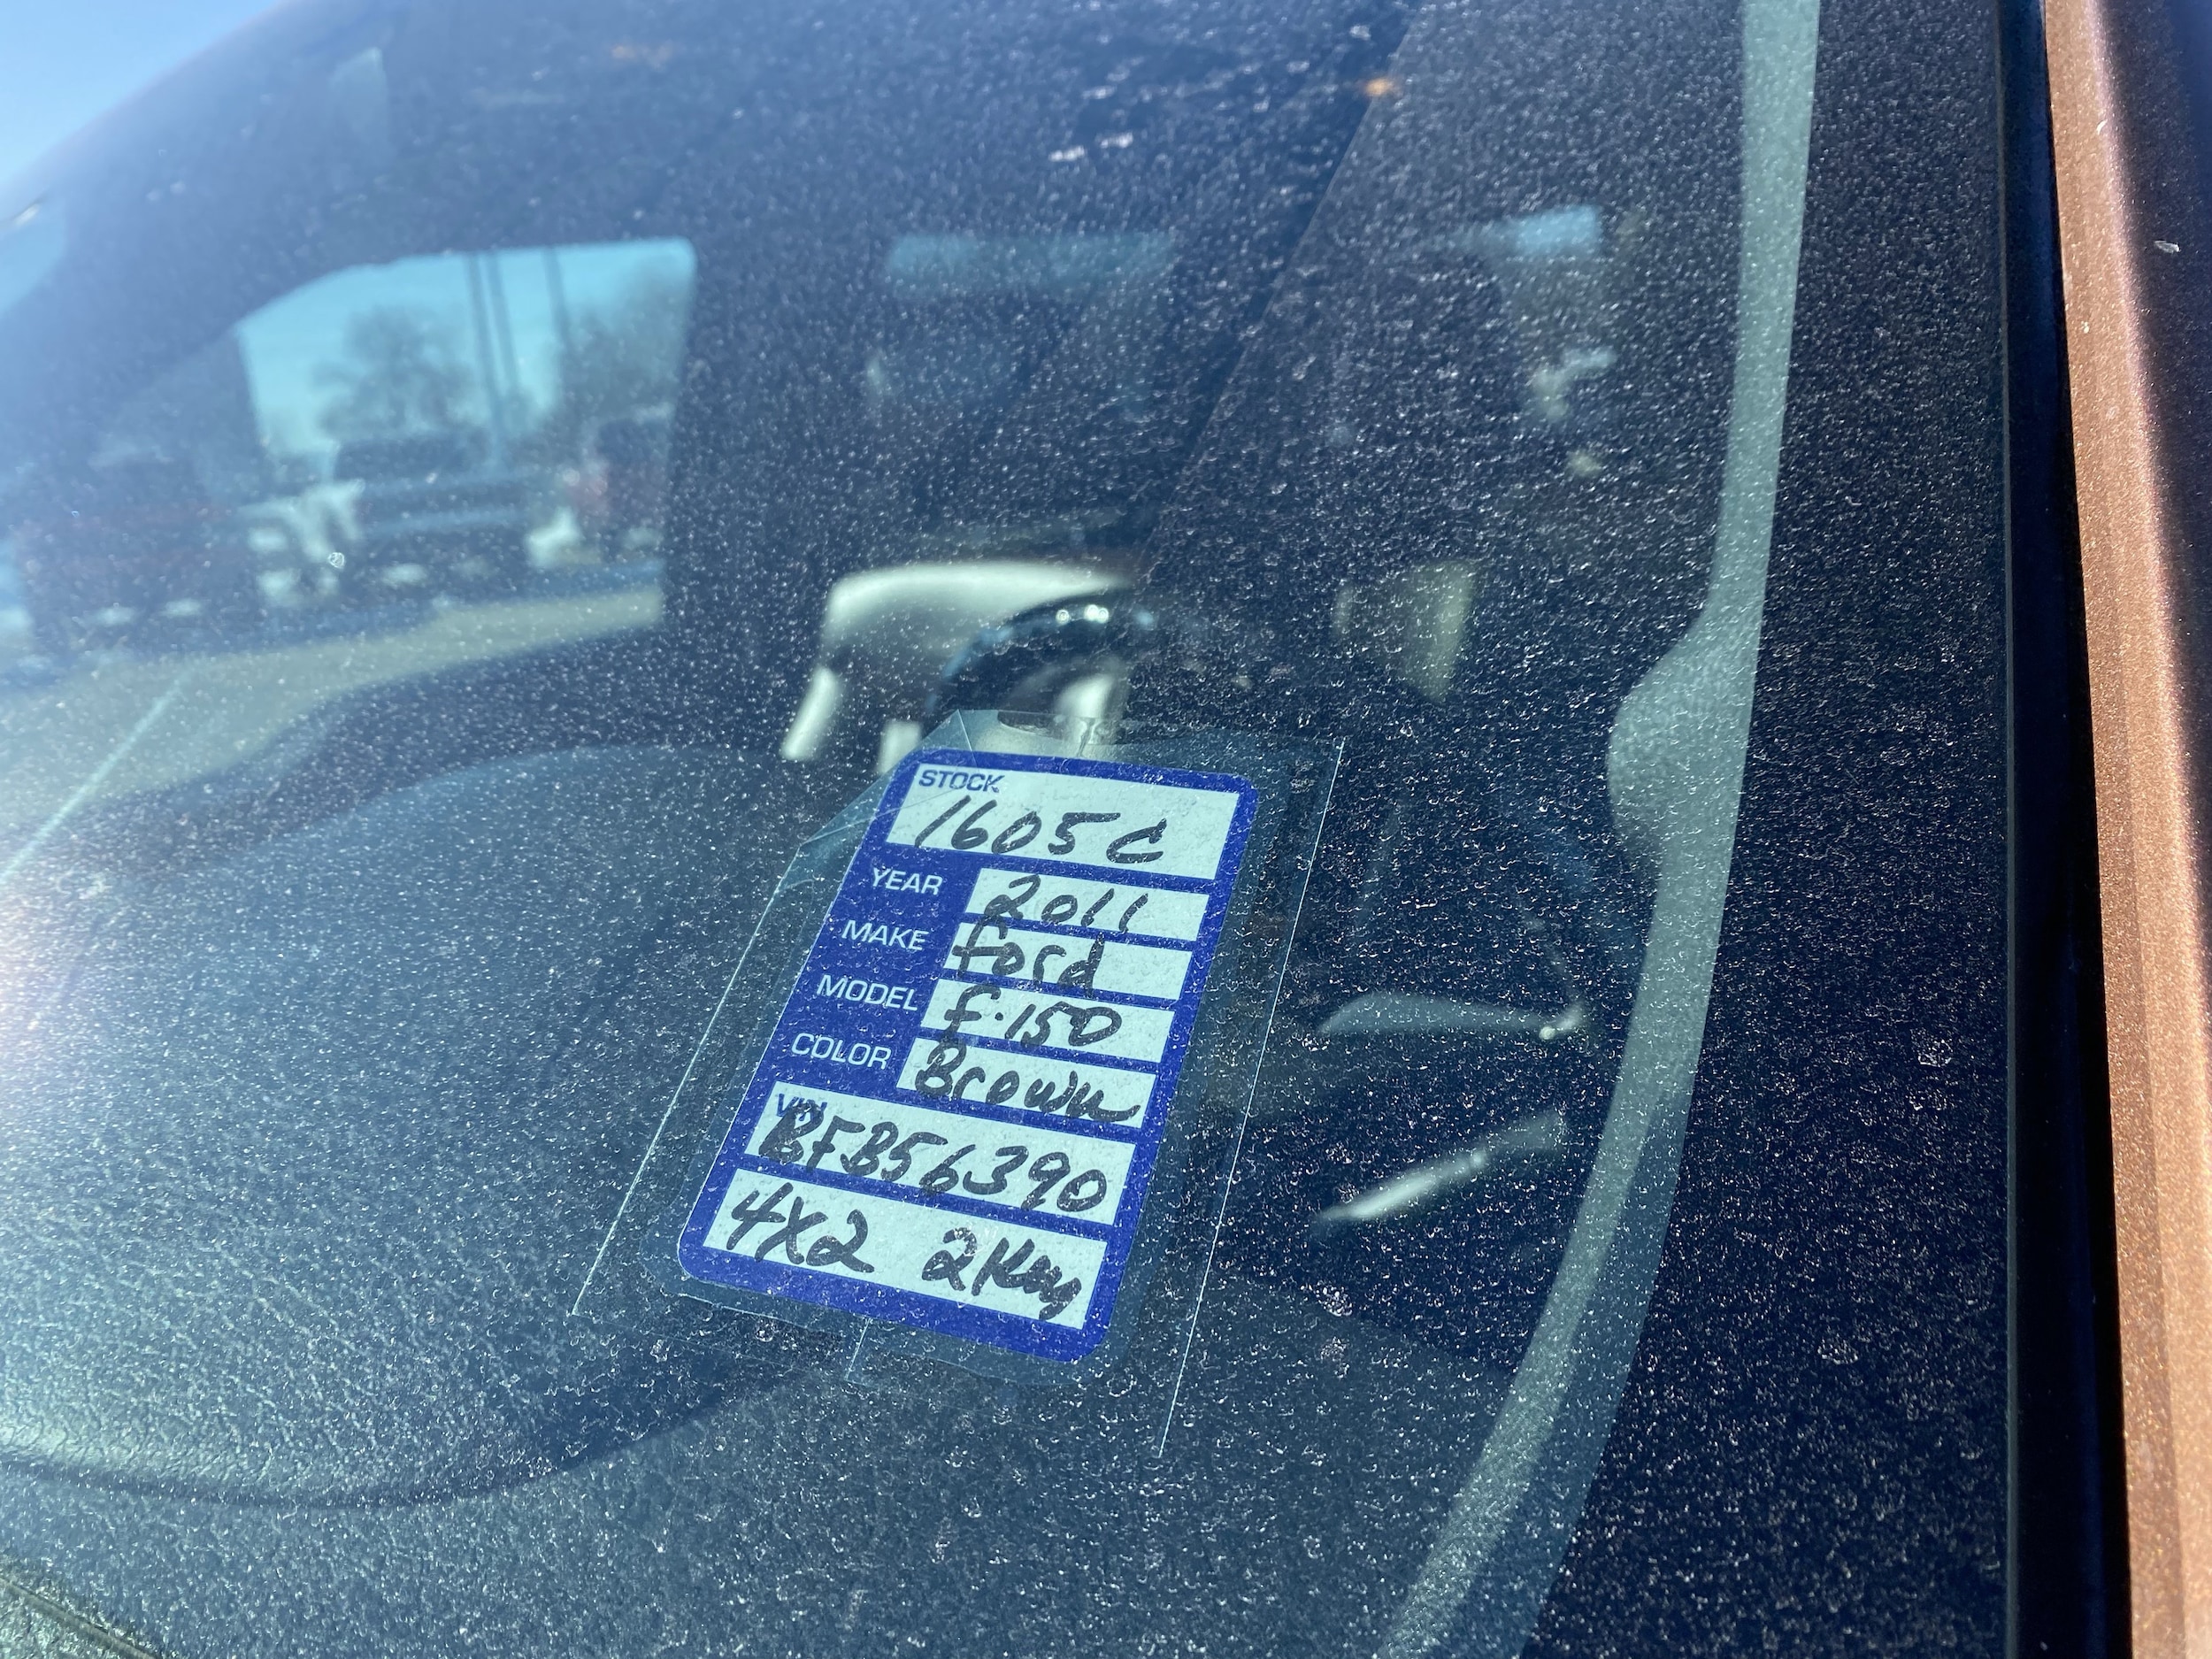 STOCK
1605C
YEAR 2011
MAKE Ford
MODEL F-150
COLOR Brown
VIN
BFB56390
4X2 2Key